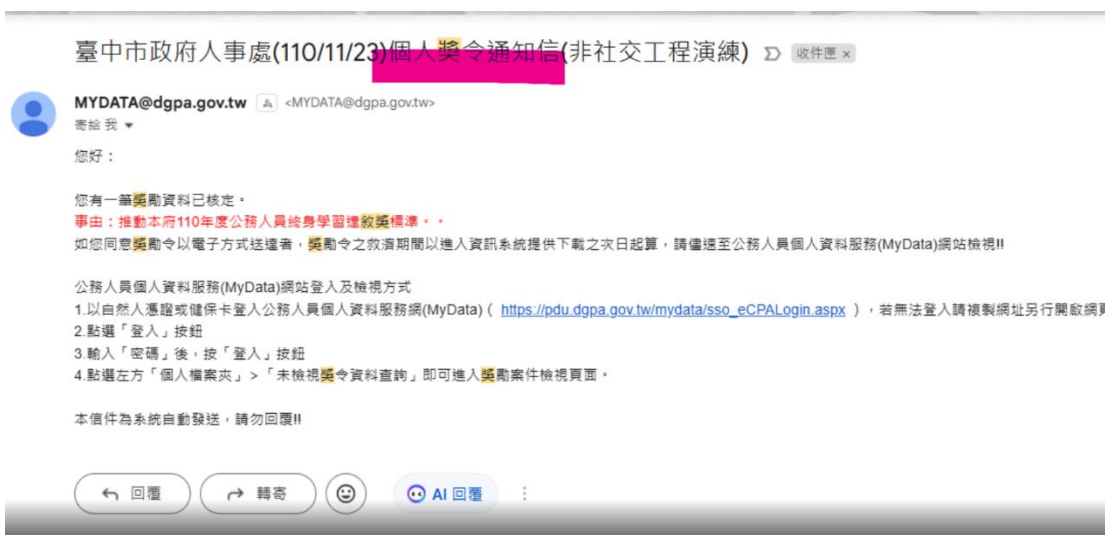 臺中市政府人事處(110/11/23)個人獎令通知信(非社交工程演練) 收件匣 ×
MYDATA@dgpa.gov.tw <MYDATA@dgpa.gov.tw>
寄給 我
您好：
您有一筆獎勵資料已核定。
事由：推動本府110年度公務人員終身學習達敘獎標準。。
如您同意獎勵令以電子方式送達者，獎勵令之救濟期間以進入資訊系統提供下載之次日起算，請儘速至公務人員個人資料服務(MyData)網站檢視!!
公務人員個人資料服務(MyData)網站登入及檢視方式
1.以自然人憑證或健保卡登入公務人員個人資料服務網(MyData)（ https://pdu.dgpa.gov.tw/mydata/sso_eCPALogin.aspx ），若無法登入請複製網址另行開啟網頁
2.點選「登入」按鈕
3.輸入「密碼」後，按「登入」按鈕
4.點選左方「個人檔案夾」>「未檢視獎令資料查詢」即可進入獎勵案件檢視頁面。
本信件為系統自動發送，請勿回覆!!
回覆 轉寄 AI 回覆